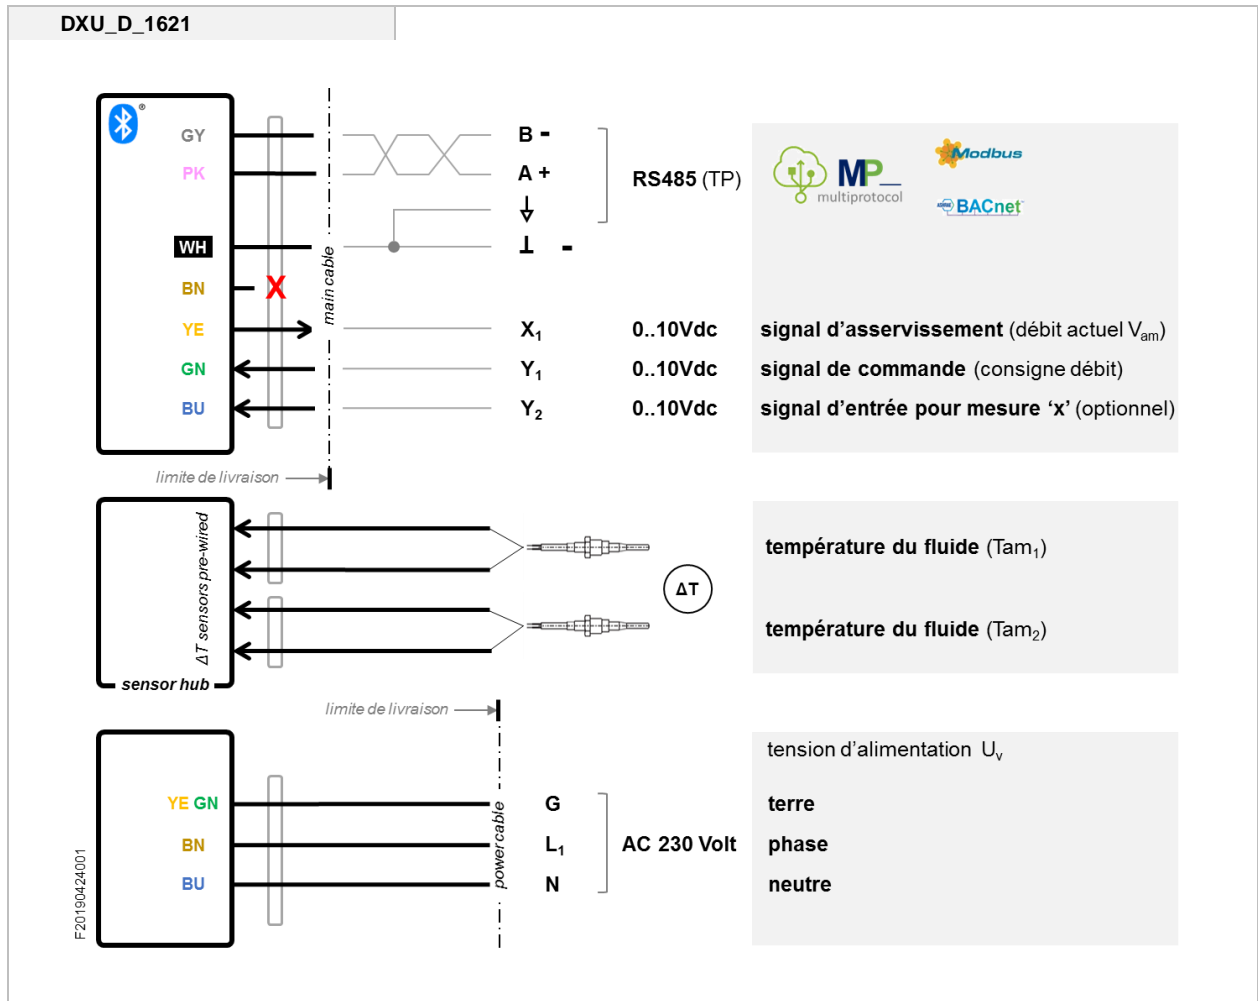 DXU_D_1621
®
GY
B -
PK
A +
RS485 (TP)
MP_
multiprotocol
Modbus
ASHRAE BACnet™
WH
⊥ -
BN
X
main cable
YE
X₁
0..10Vdc
signal d’asservissement (débit actuel Vam)
GN
Y₁
0..10Vdc
signal de commande (consigne débit)
BU
Y₂
0..10Vdc
signal d’entrée pour mesure ‘x’ (optionnel)
limite de livraison
ΔT sensors pre-wired
température du fluide (Tam₁)
ΔT
température du fluide (Tam₂)
sensor hub
limite de livraison
tension d’alimentation Uv
YE GN
G
terre
BN
L₁
AC 230 Volt
phase
BU
N
neutre
power cable
F20190424001